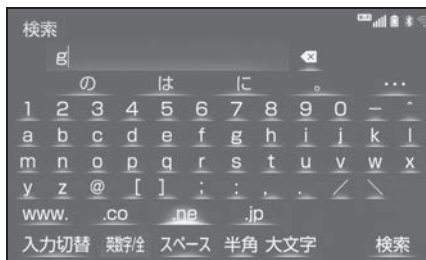 検索
g
の は に 。 …
1 2 3 4 5 6 7 8 9 0 - ^
a b c d e f g h i j k l
m n o p q r s t u v w x
y z @ [ ] ; : , . / \
www. .co .ne .jp
入力切替 英数字/全 スペース 半角 大文字 検索